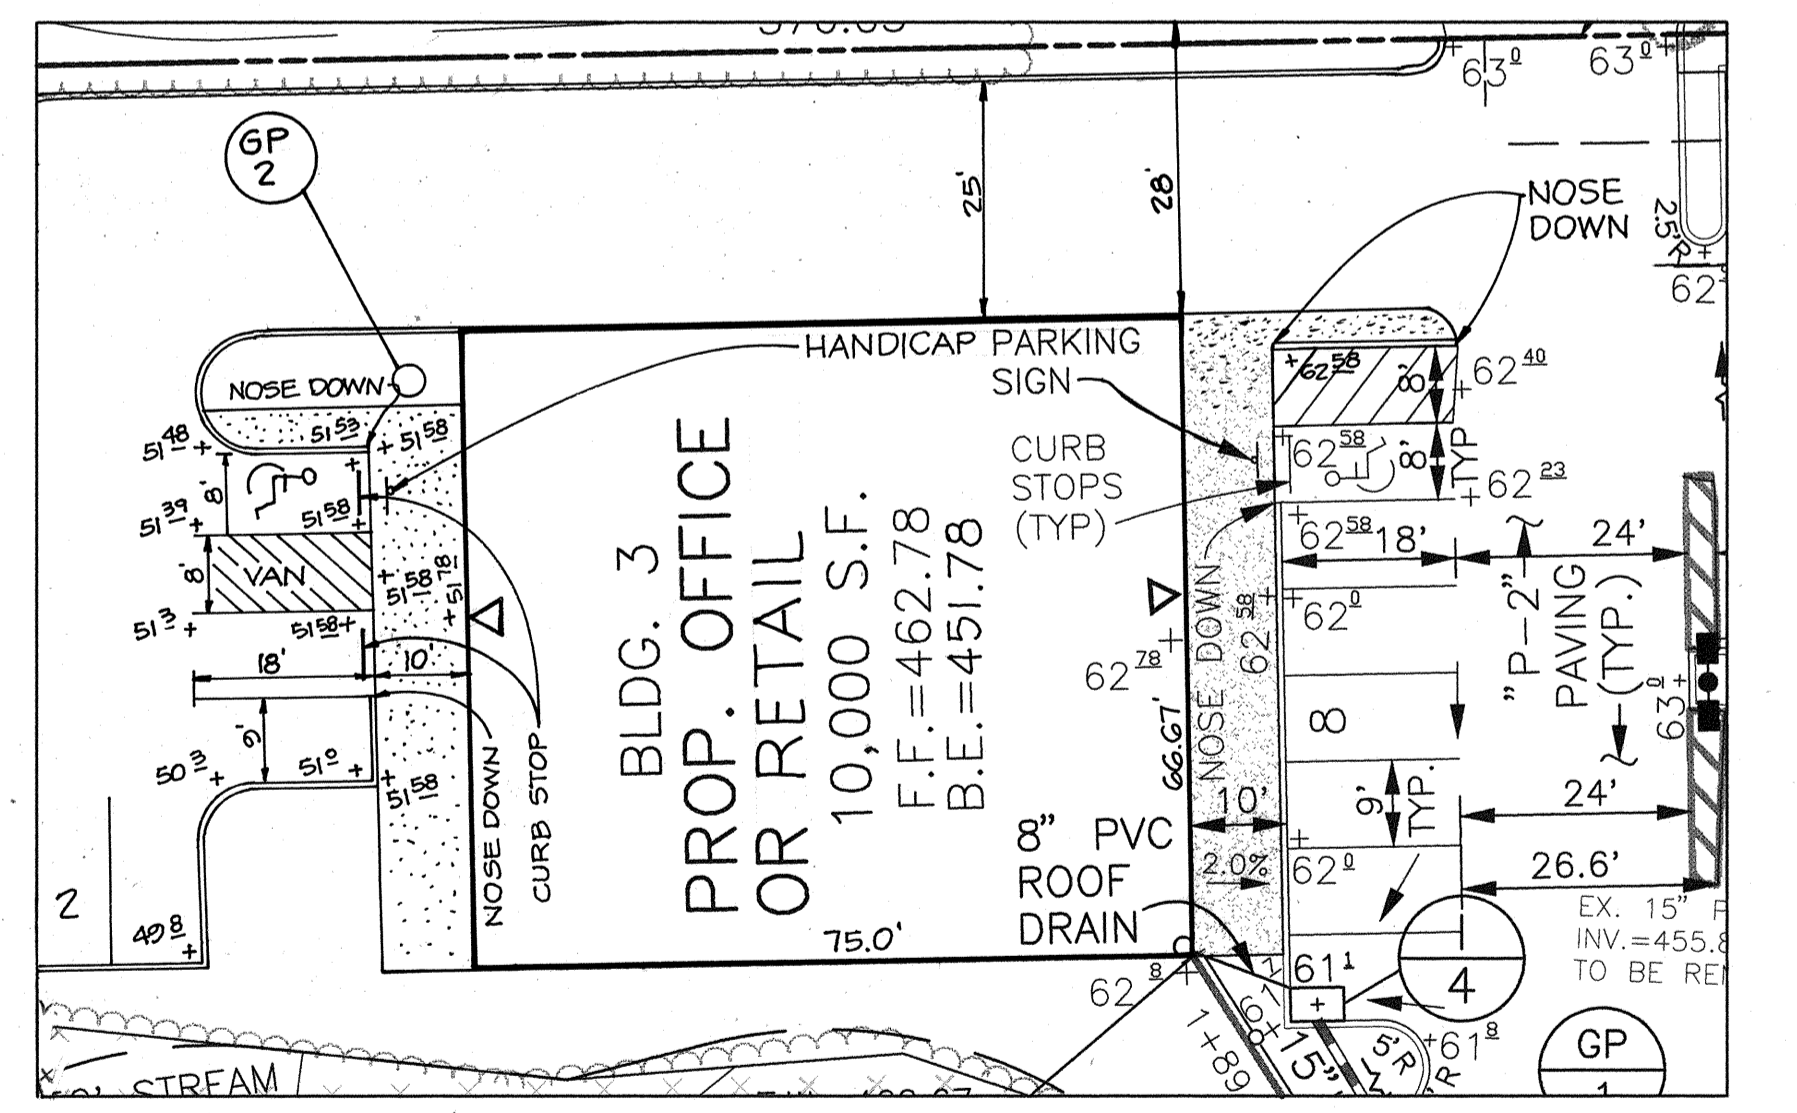 63 0
63 0
GP
2
25'
28'
NOSE
DOWN
2.5'R
62
HANDICAP PARKING
SIGN
NOSE DOWN
62 58
62 40
8'
51 48
51 53
51 58
CURB
STOPS
(TYP)
62 58
8'
TYP
62 23
8'
51 39
51 58
62 58
18'
24'
8'
VAN
51 58
51 78
51 3
51 58
18'
10'
9'
50 3
51 0
51 58
NOSE DOWN
CURB STOP
BLDG. 3
PROP. OFFICE
OR RETAIL
10,000 S.F.
F.F.=462.78
B.E.=451.78
62 78
66.67'
NOSE DOWN
62 58
62 0
8
"P-2"
PAVING
(TYP.)
63 0
10'
9'
TYP.
24'
2.0%
62 0
26.6'
8" PVC
ROOF
DRAIN
75.0'
2
49 8
EX. 15"
INV.=455.8
TO BE
62 8
61 1
4
61 8
1+89
15"
5'R
GP
1
STREAM